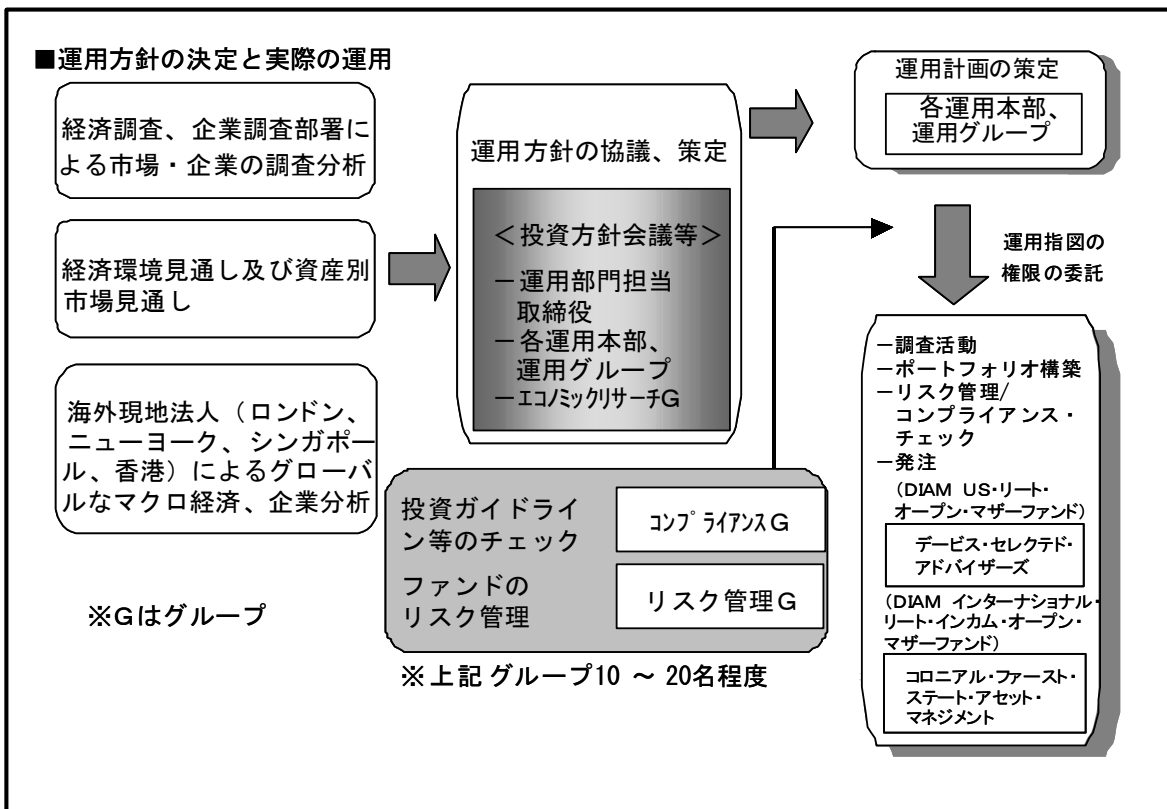 ■運用方針の決定と実際の運用
経済調査、企業調査部署に
よる市場・企業の調査分析
経済環境見通し及び資産別
市場見通し
海外現地法人（ロンドン、
ニューヨーク、シンガポー
ル、香港）によるグローバ
ルなマクロ経済、企業分析
※Gはグループ
運用方針の協議、策定
＜投資方針会議等＞
－運用部門担当
取締役
－各運用本部、
運用グループ
－ｴｺﾉﾐｯｸﾘｻｰﾁG
投資ガイドライ
ン等のチェック
ｺﾝﾌﾟﾗｲｱﾝｽG
ファンドの
リスク管理
リスク管理G
※上記グループ10 ～ 20名程度
運用計画の策定
各運用本部、
運用グループ
運用指図の
権限の委託
－調査活動
－ポートフォリオ構築
－リスク管理/
コンプライアンス・
チェック
－発注
(DIAM US・リート・
オープン・マザーファンド)
デービス・セレクテド・
アドバイザーズ
(DIAM インターナショナル・
リート・インカム・オープン・
マザーファンド)
コロニアル・ファースト・
ステート・アセット・
マネジメント